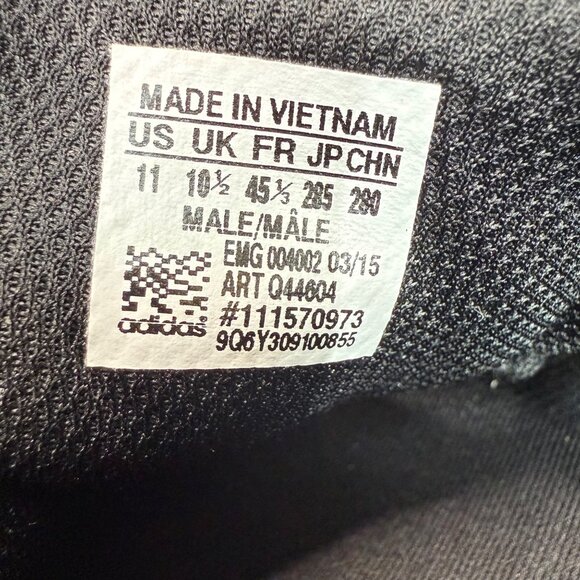 MADE IN VIETNAM
US UK FR JP CHN
11 10½ 45⅓ 285 280
MALE/MÂLE
EMG 004002 03/15
ART Q44604
#111570973
adidas
9Q6Y309100855